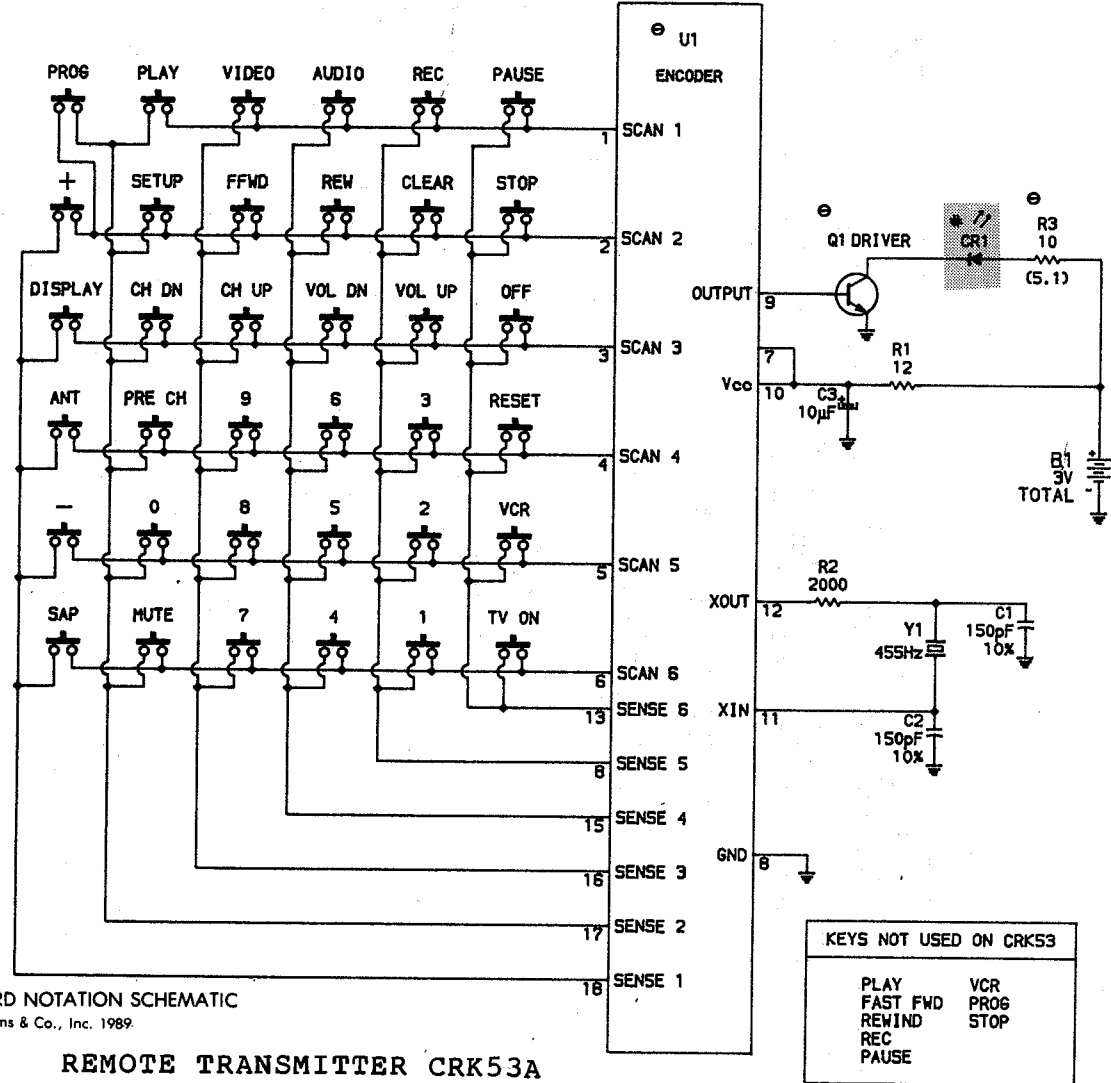 PROG PLAY VIDEO AUDIO REC PAUSE
U1
ENCODER
1 SCAN 1
+ SETUP FFWD REW CLEAR STOP
2 SCAN 2
DISPLAY CH DN CH UP VOL DN VOL UP OFF
3 SCAN 3
ANT PRE CH 9 6 3 RESET
4 SCAN 4
- 0 8 5 2 VCR
5 SCAN 5
SAP MUTE 7 4 1 TV ON
6 SCAN 6
13 SENSE 6
8 SENSE 5
15 SENSE 4
16 SENSE 3
17 SENSE 2
18 SENSE 1
OUTPUT 9
Q1 DRIVER
*
CR1
R3
10
(5.1)
7
Vcc 10
R1
12
C3
10µF
+
B1
3V
TOTAL
+
-
XOUT 12
R2
2000
Y1
455Hz
C1
150pF
10%
XIN 11
C2
150pF
10%
GND 8
KEYS NOT USED ON CRK53
PLAY VCR
FAST FWD PROG
REWIND STOP
REC
PAUSE
RD NOTATION SCHEMATIC
ms & Co., Inc. 1989
REMOTE TRANSMITTER CRK53A